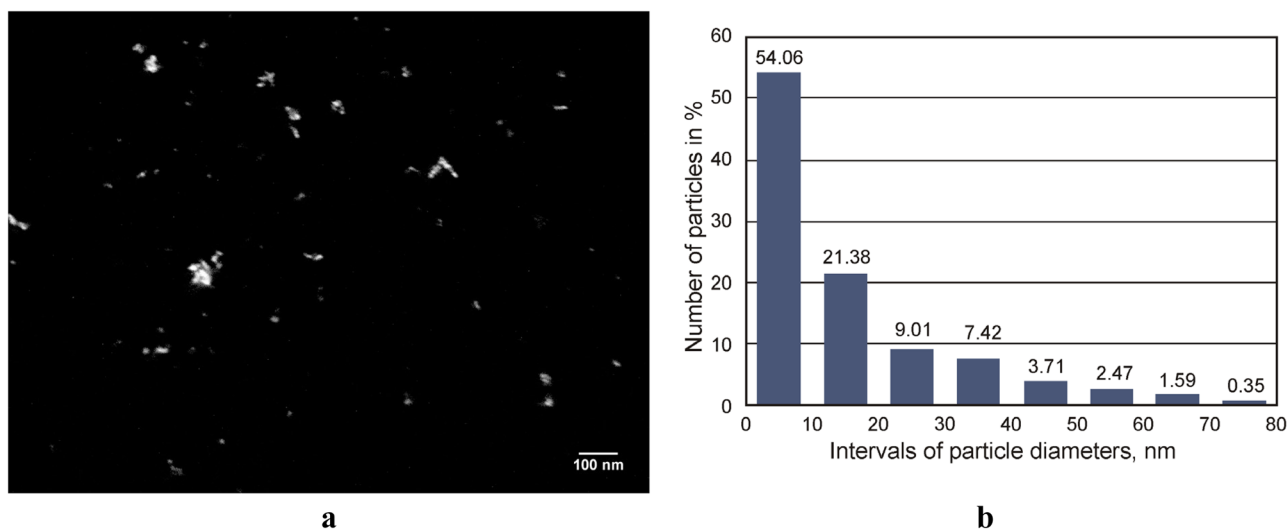 100 nm
a
Number of particles in %
60
50
40
30
20
10
0
54.06
21.38
9.01
7.42
3.71
2.47
1.59
0.35
0 10 20 30 40 50 60 70 80
Intervals of particle diameters, nm
b